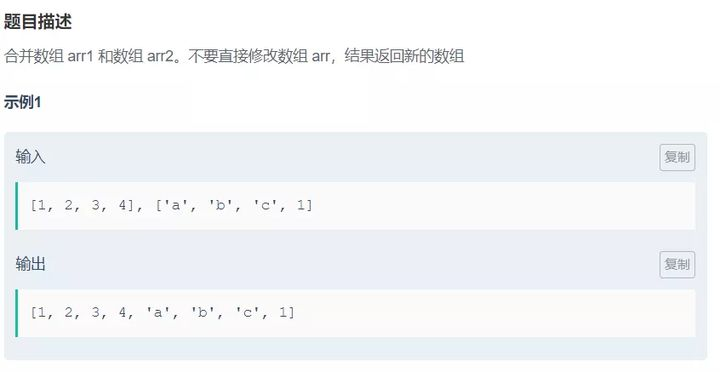 题目描述
合并数组 arr1 和数组 arr2。不要直接修改数组 arr，结果返回新的数组
示例1
输入
复制
[1, 2, 3, 4], ['a', 'b', 'c', 1]
输出
复制
[1, 2, 3, 4, 'a', 'b', 'c', 1]